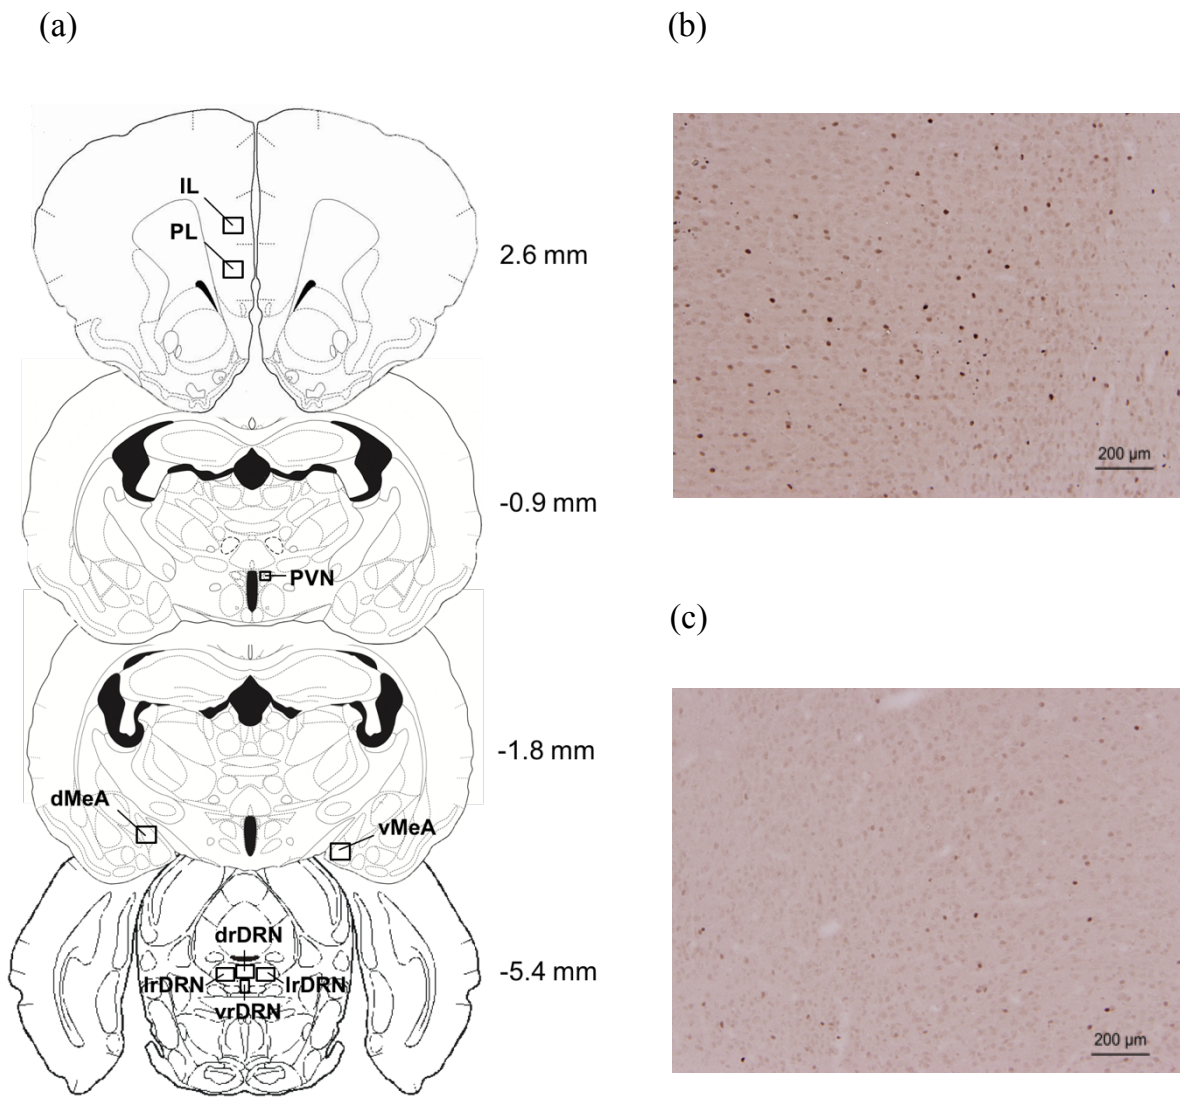 (a)
IL
PL
2.6 mm
-0.9 mm
PVN
-1.8 mm
dMeA
vMeA
drDRN
lrDRN
lrDRN
vrDRN
-5.4 mm
(b)
200 µm
(c)
200 µm